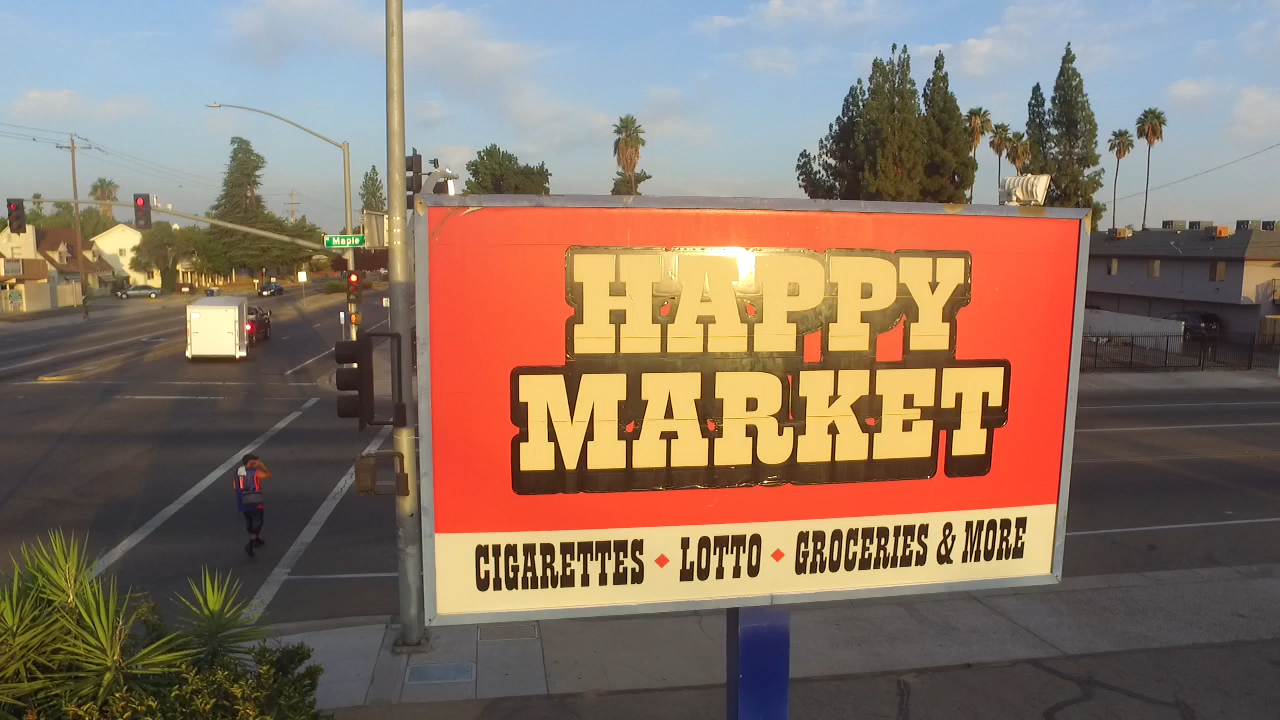 Maple
HAPPY
MARKET
CIGARETTES ♦ LOTTO ♦ GROCERIES & MORE